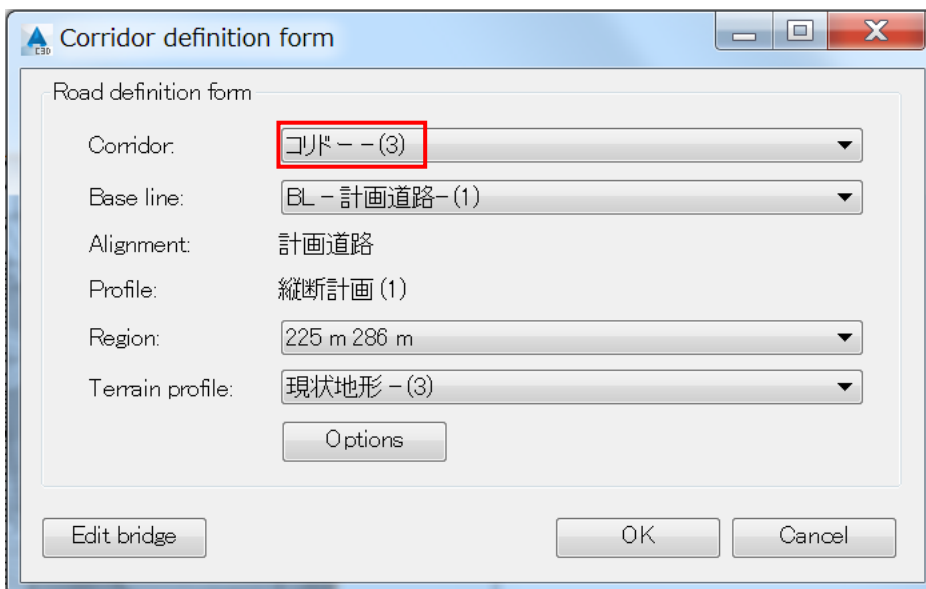 Corridor definition form
Road definition form
Corridor: コリドー－(3)
Base line: BL－計画道路－(1)
Alignment: 計画道路
Profile: 縦断計画 (1)
Region: 225 m 286 m
Terrain profile: 現状地形－(3)
Options
Edit bridge OK Cancel